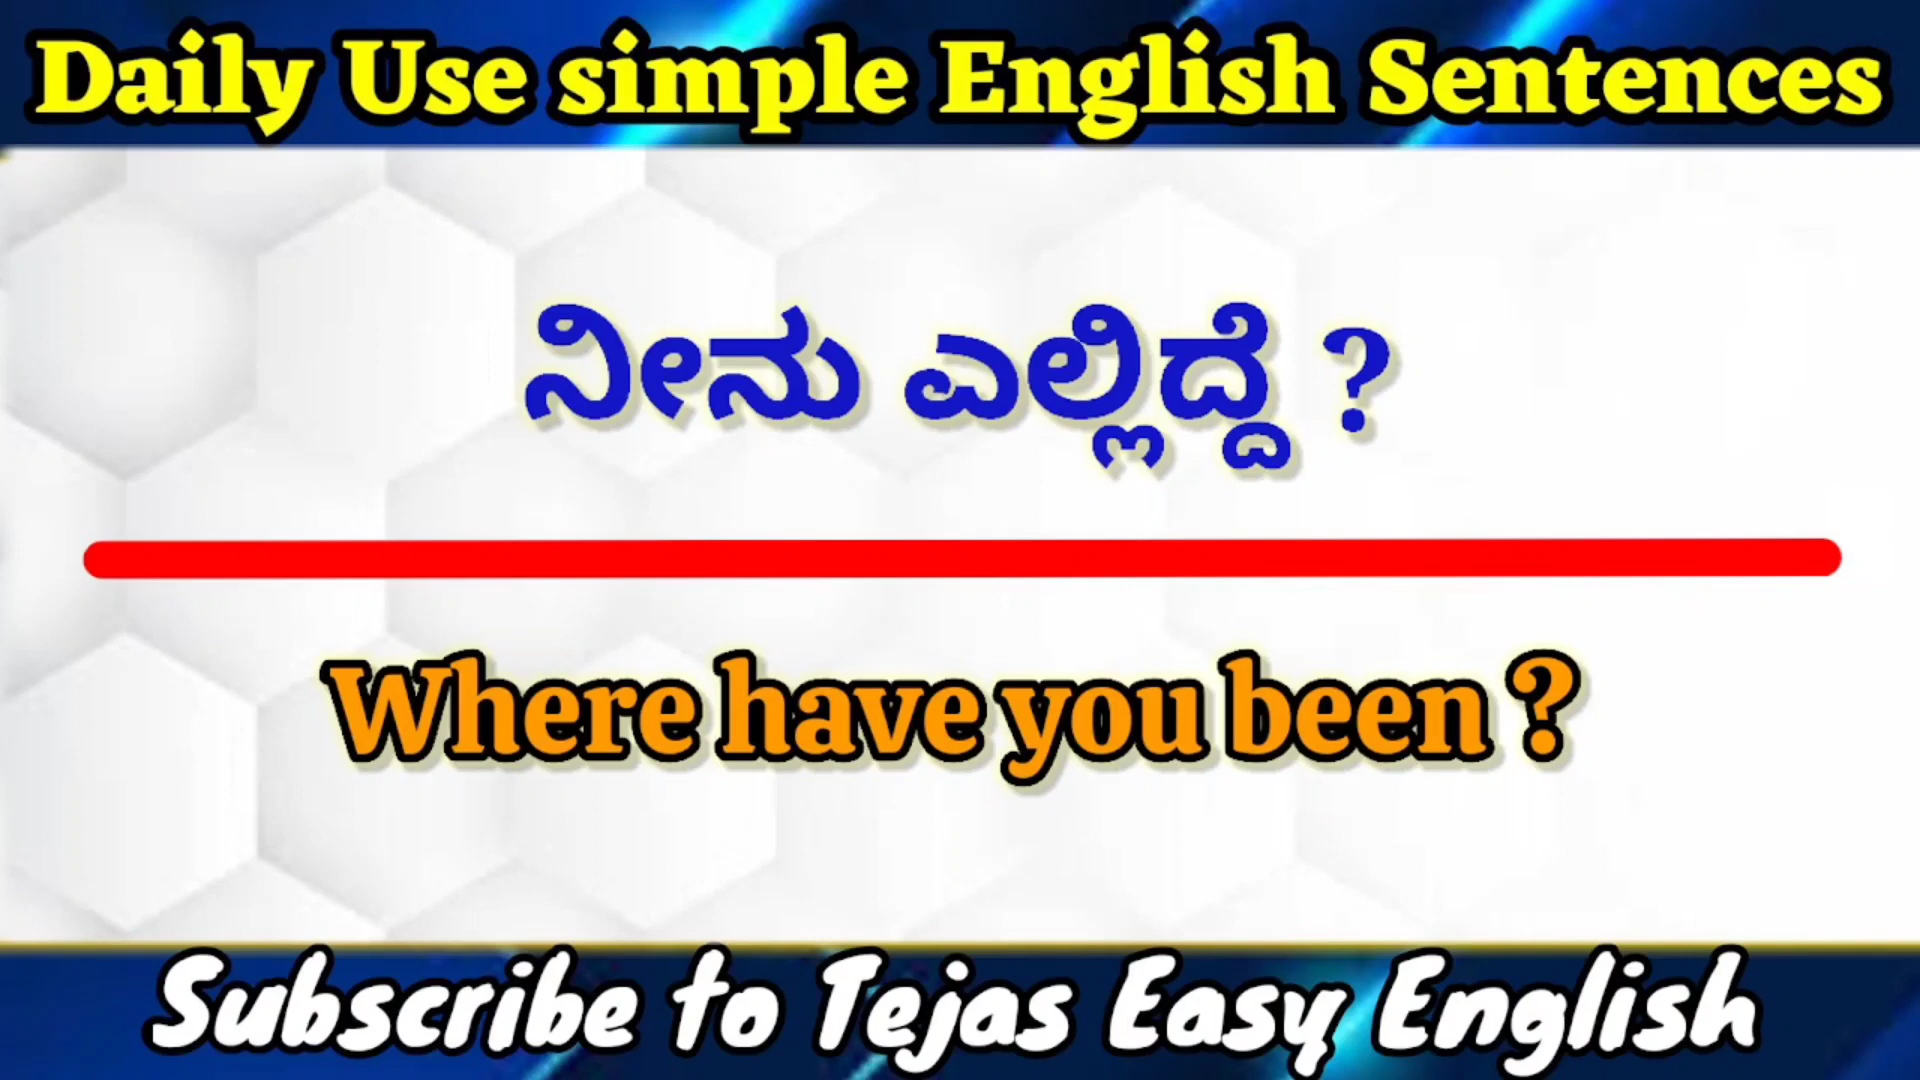 Daily Use simple English Sentences
ನೀನು ಎಲ್ಲಿದ್ದೆ ?
Where have you been ?
Subscribe to Tejas Easy English